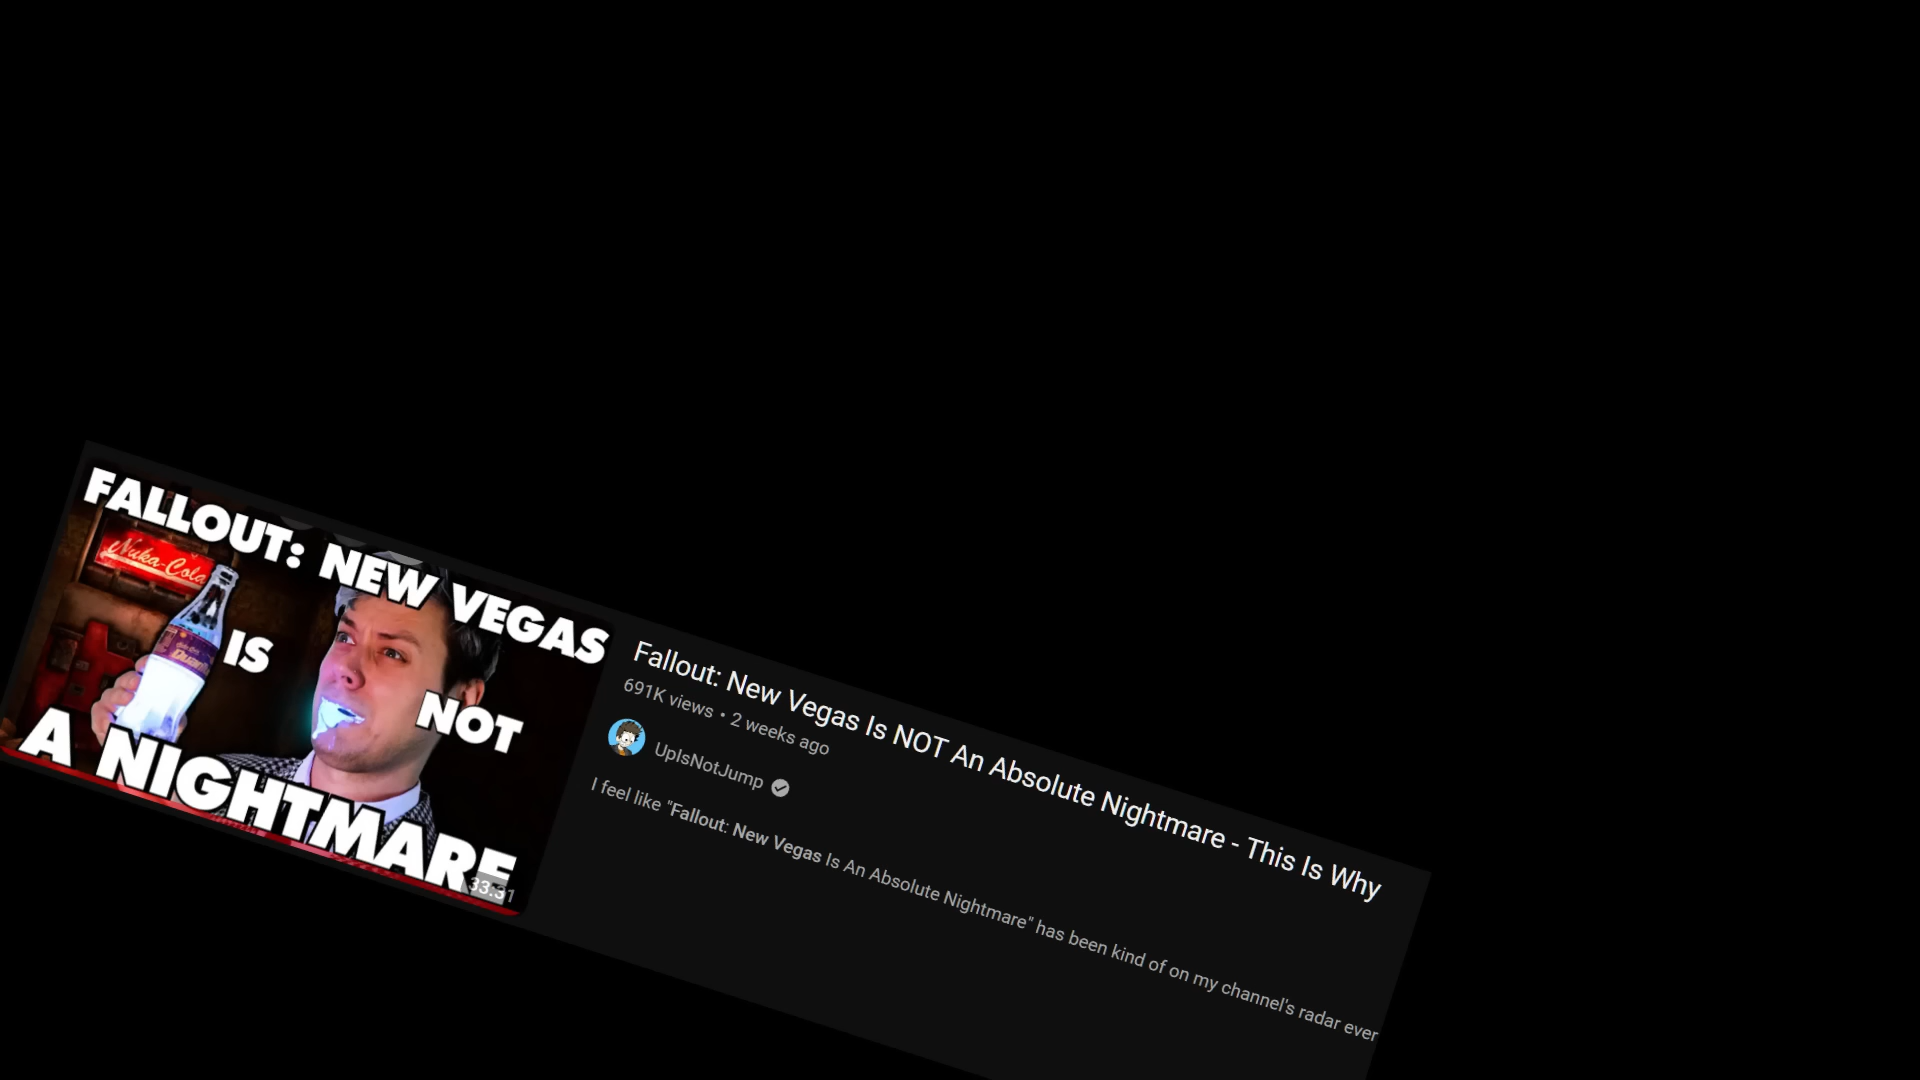 FALLOUT: NEW VEGAS
Nuka-Cola
IS
NOT
A NIGHTMARE
33:31
Fallout: New Vegas Is NOT An Absolute Nightmare - This Is Why
691K views • 2 weeks ago
UpIsNotJump
I feel like "Fallout: New Vegas Is An Absolute Nightmare" has been kind of on my channel's radar ever